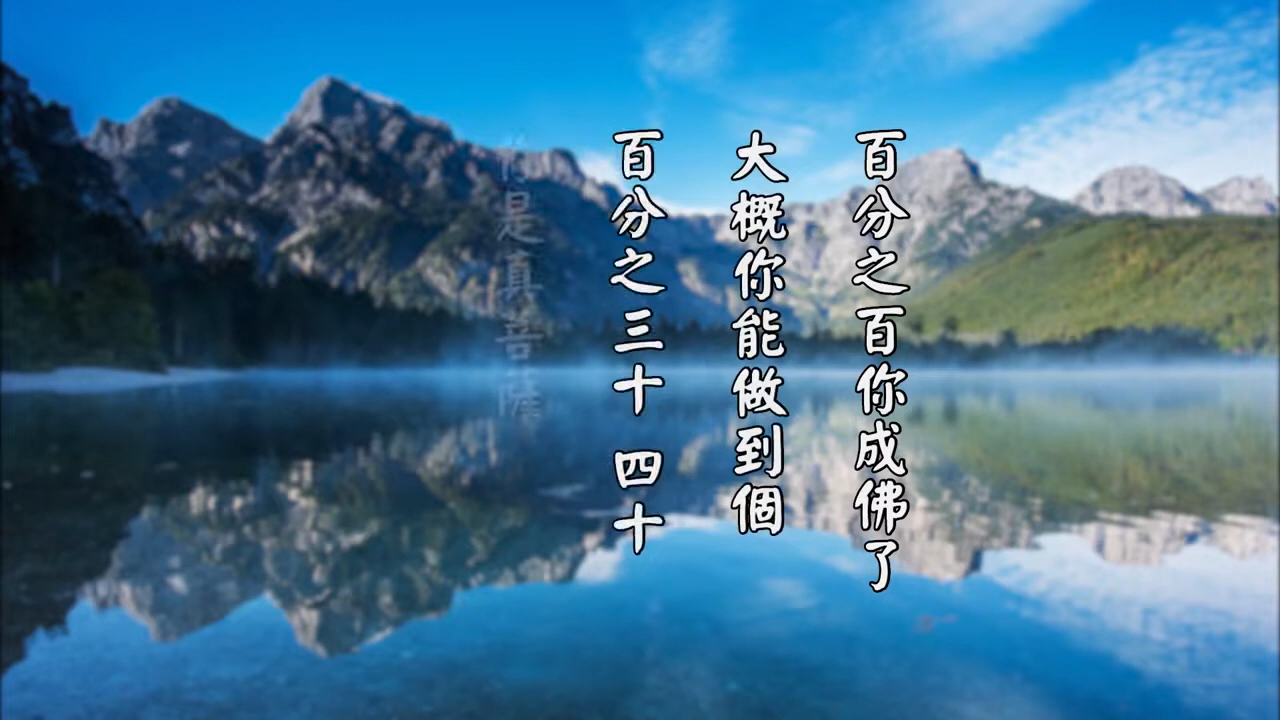 百分之百你成佛了
大概你能做到個
百分之三十 四十
你是真菩薩